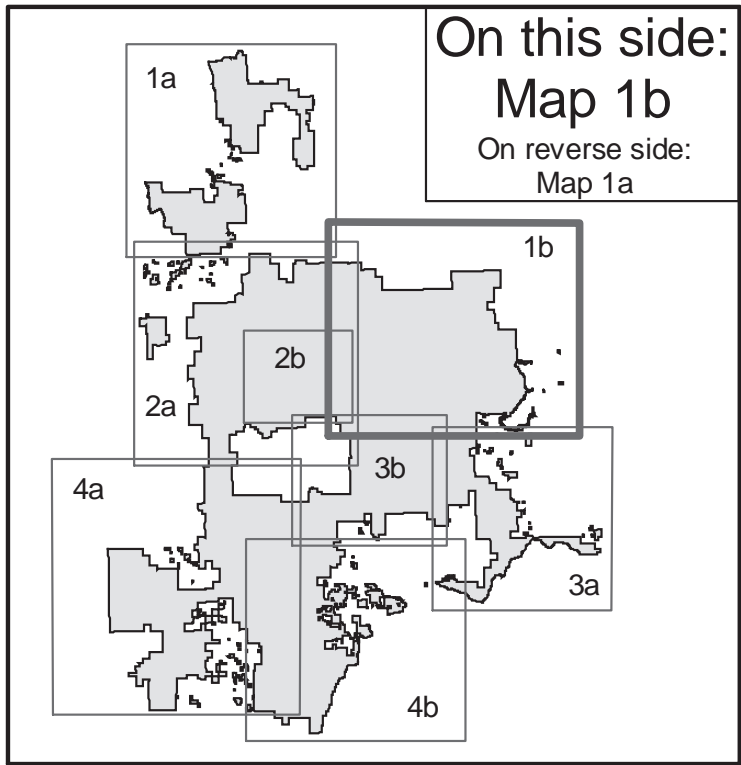 On this side:
Map 1b
On reverse side:
Map 1a
1a
1b
2b
2a
3b
4a
3a
4b